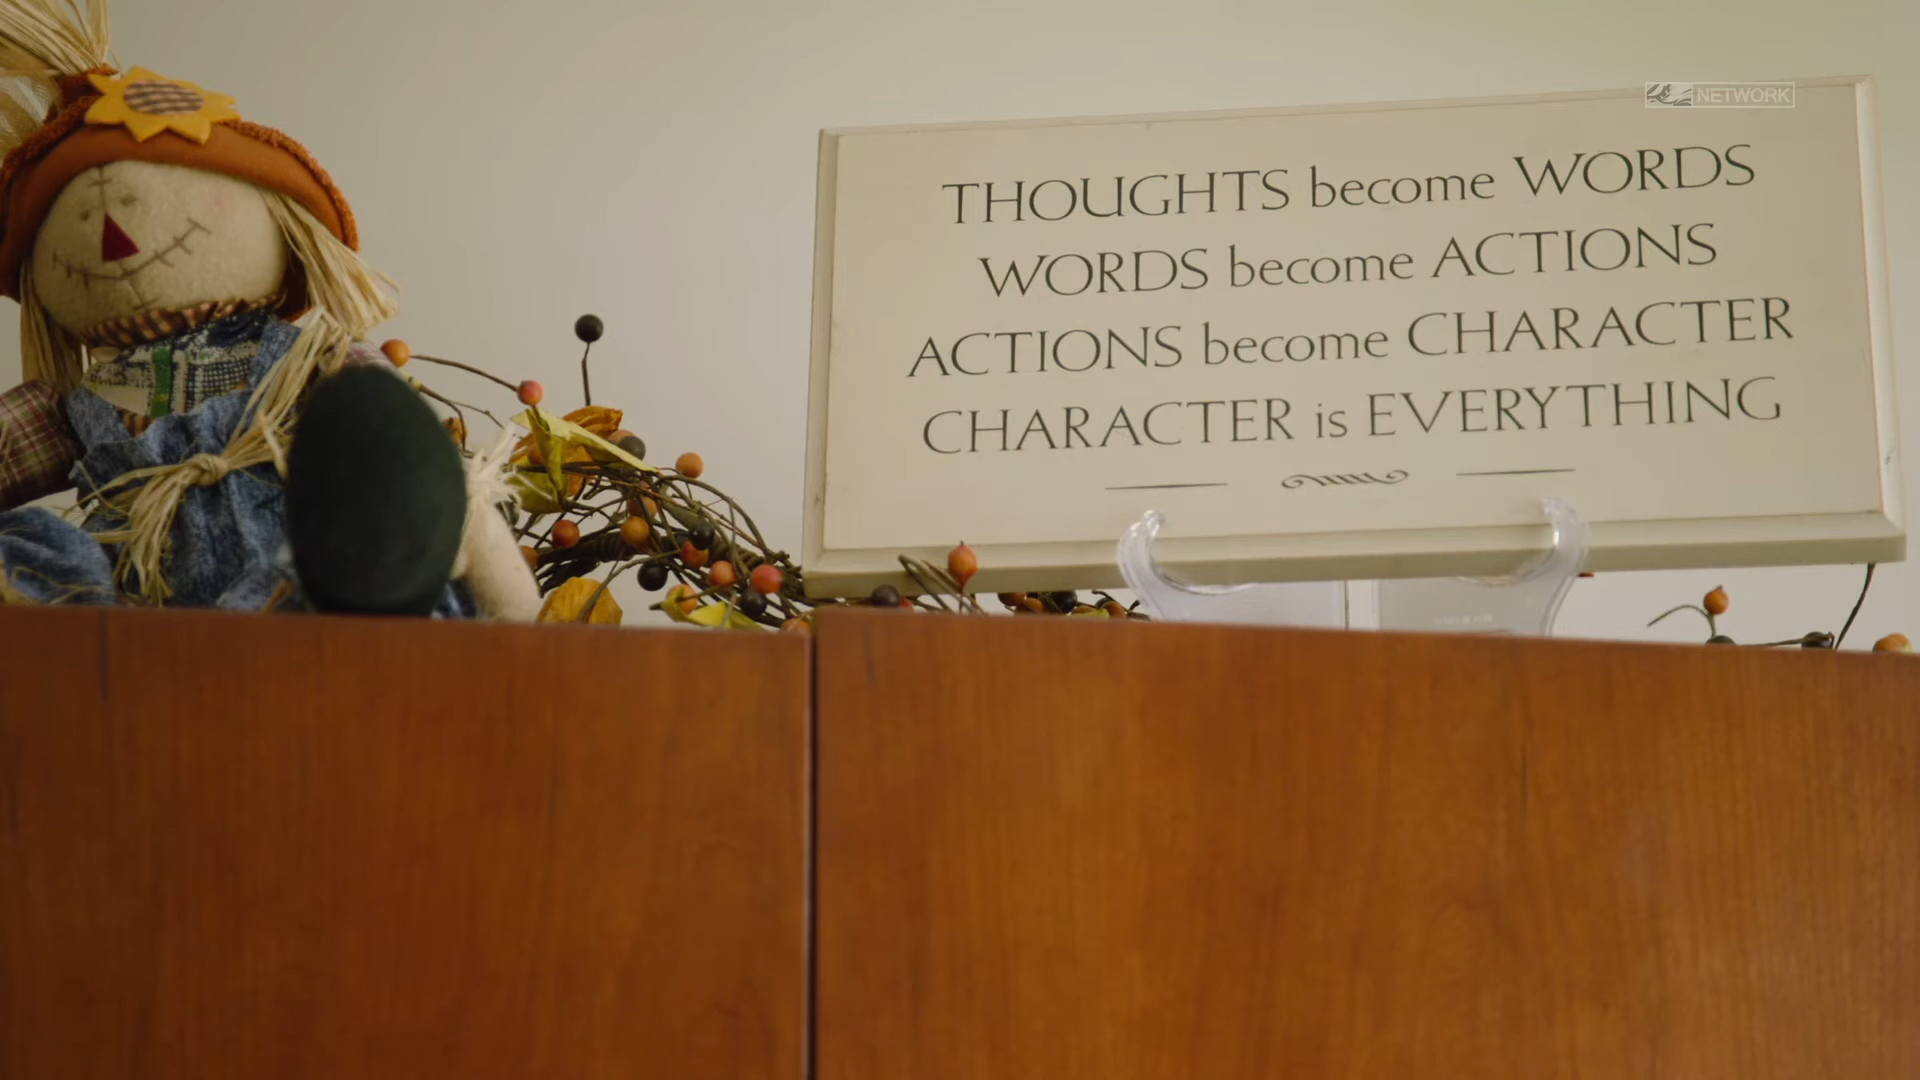 NETWORK
THOUGHTS become WORDS
WORDS become ACTIONS
ACTIONS become CHARACTER
CHARACTER is EVERYTHING